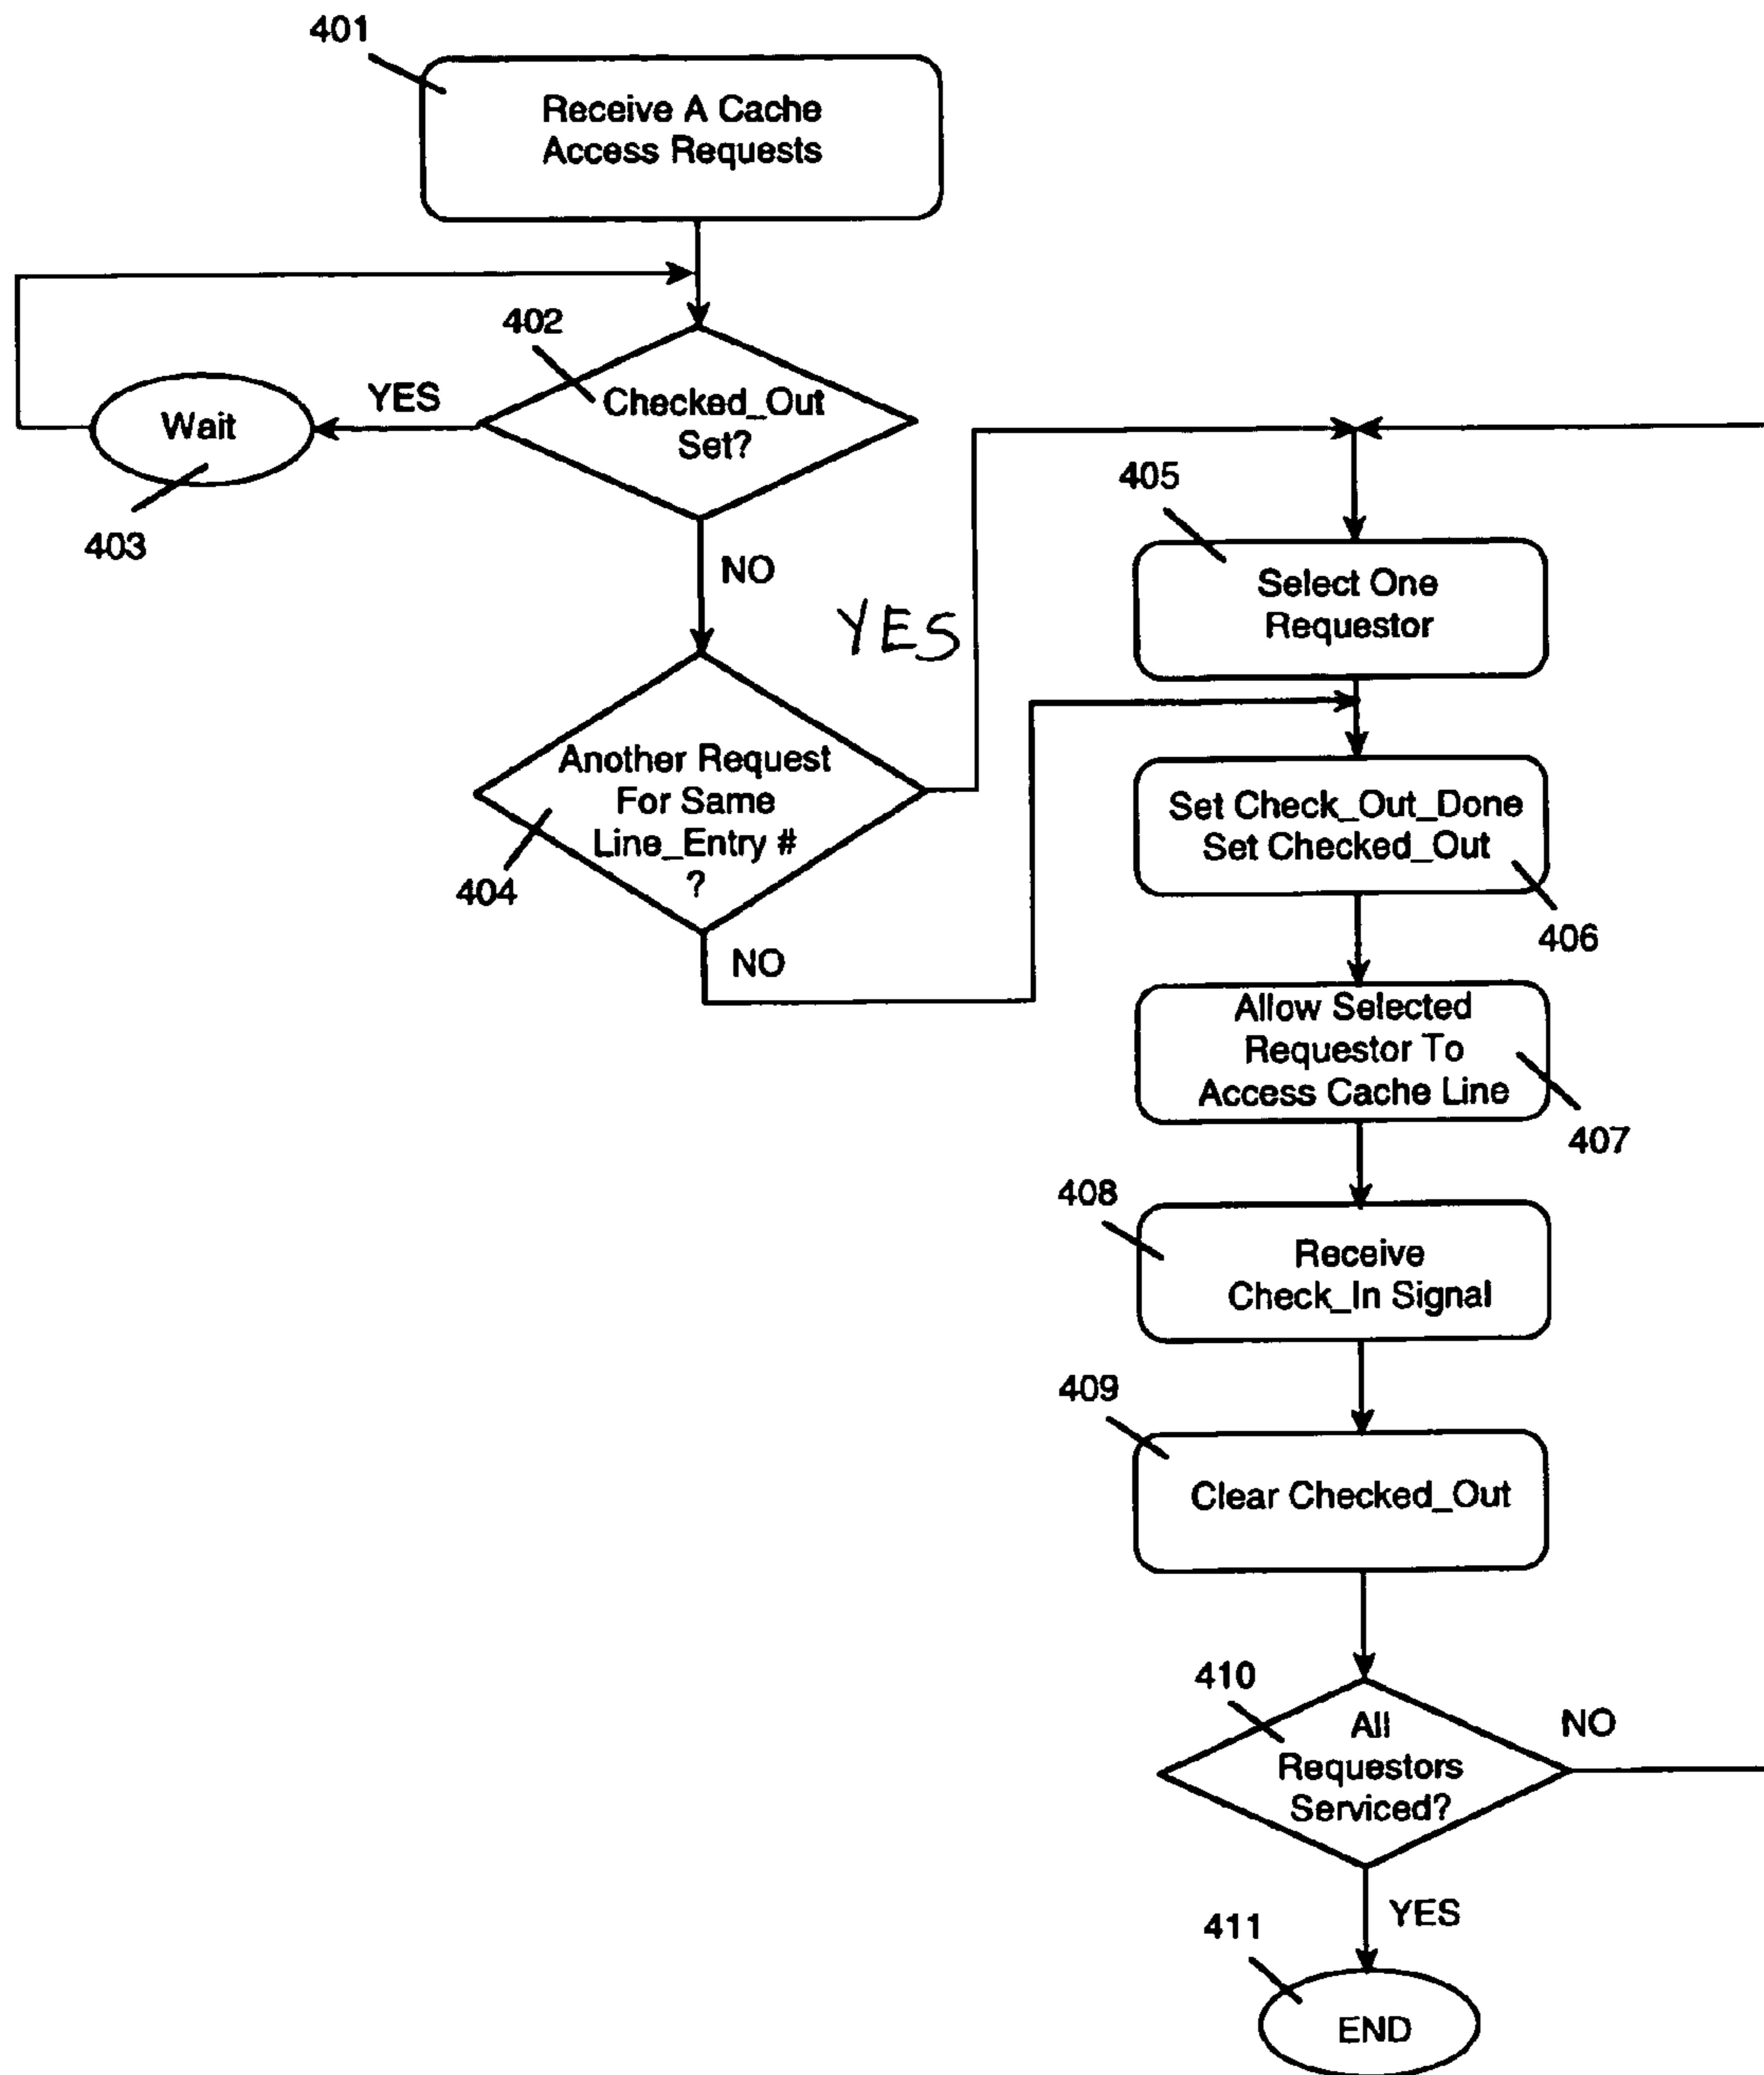 401
Receive A Cache
Access Requests
402
Checked_Out
Set?
YES
Wait
403
NO
YES
Another Request
For Same
Line_Entry #
?
404
NO
405
Select One
Requestor
Set Check_Out_Done
Set Checked_Out
406
Allow Selected
Requestor To
Access Cache Line
407
408
Receive
Check_In Signal
409
Clear Checked_Out
410
All
Requestors
Serviced?
NO
YES
411
END